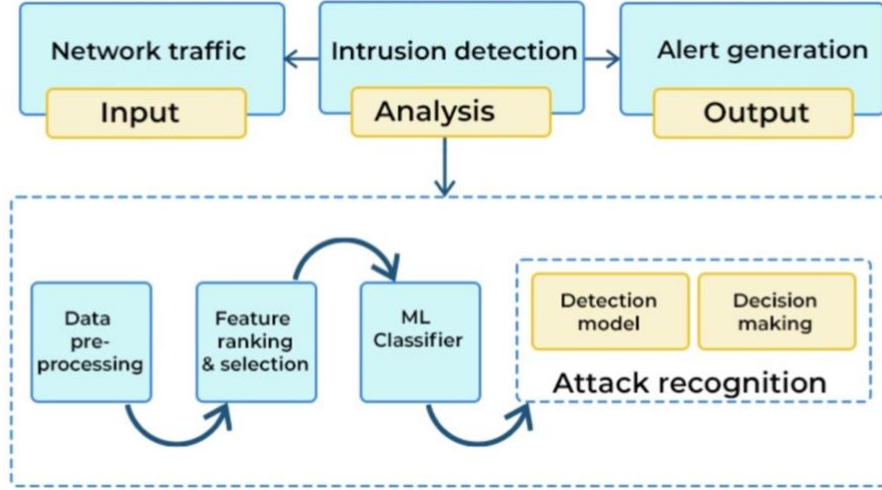 Network traffic
Input
Intrusion detection
Analysis
Alert generation
Output
Data
pre-
processing
Feature
ranking
& selection
ML
Classifier
Detection
model
Decision
making
Attack recognition